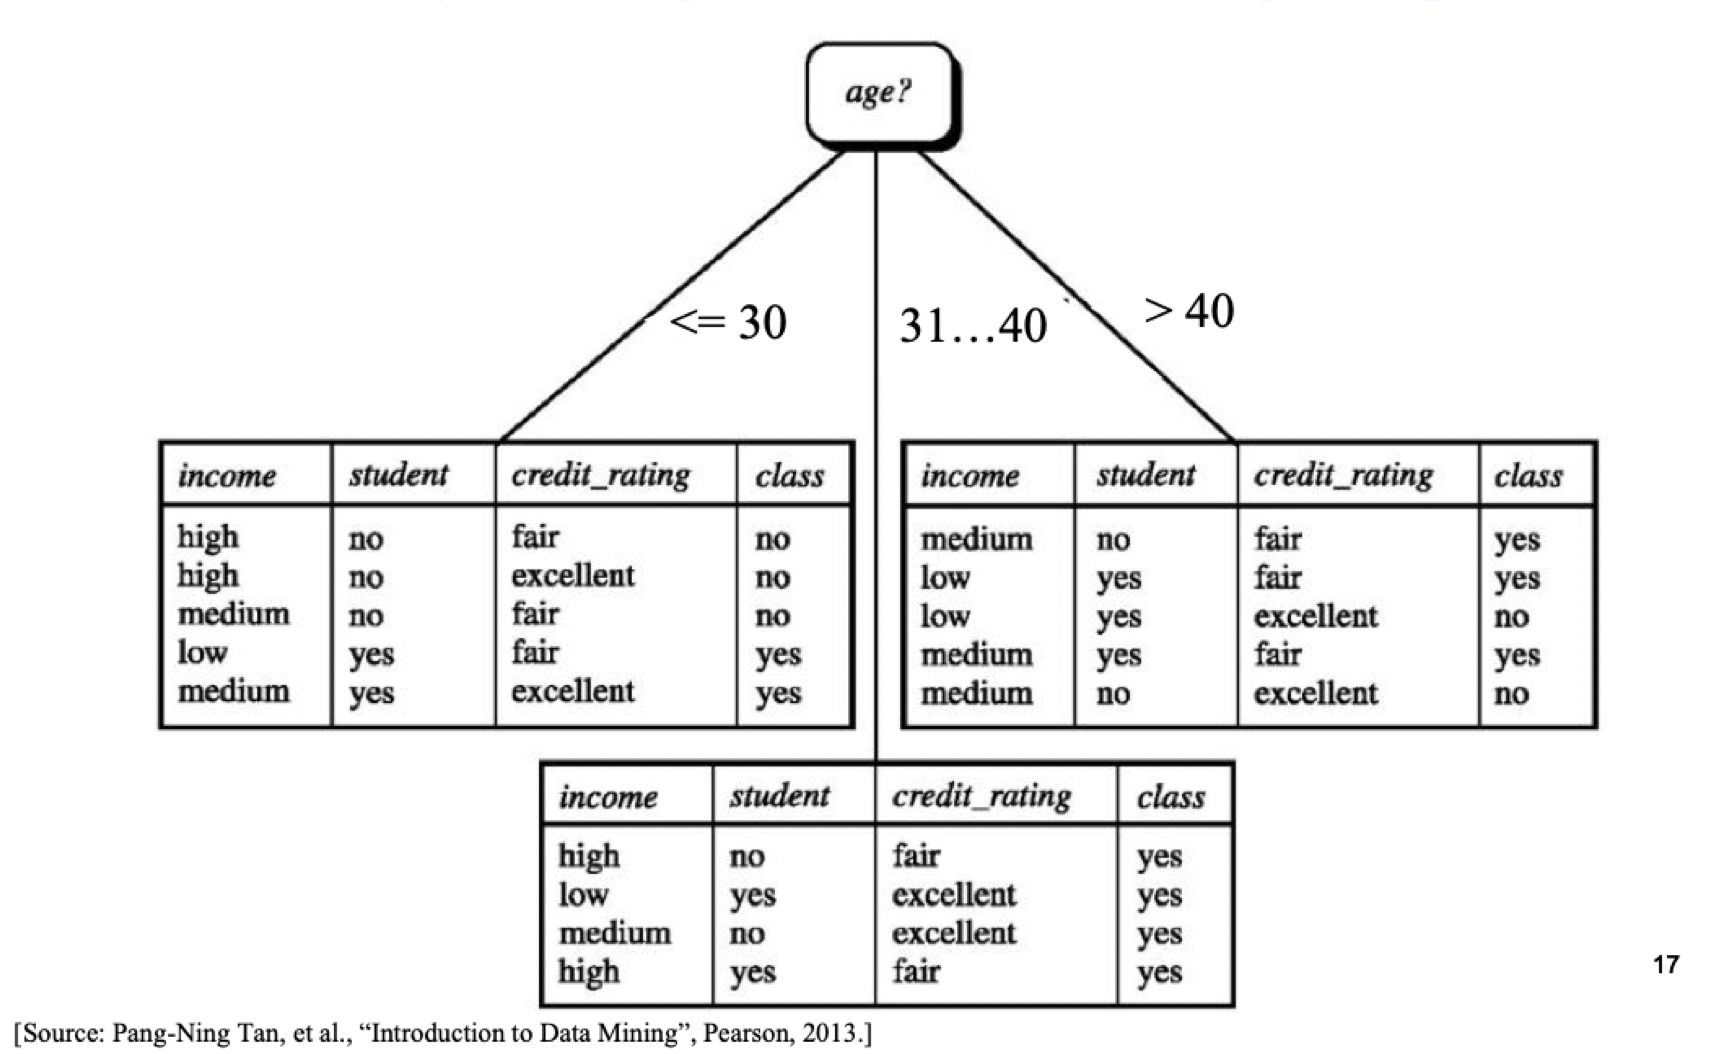 age?
<= 30
31…40
> 40
income student credit_rating class
high no fair no
high no excellent no
medium no fair no
low yes fair yes
medium yes excellent yes
income student credit_rating class
medium no fair yes
low yes fair yes
low yes excellent no
medium yes fair yes
medium no excellent no
income student credit_rating class
high no fair yes
low yes excellent yes
medium no excellent yes
high yes fair yes
17
[Source: Pang-Ning Tan, et al., “Introduction to Data Mining”, Pearson, 2013.]